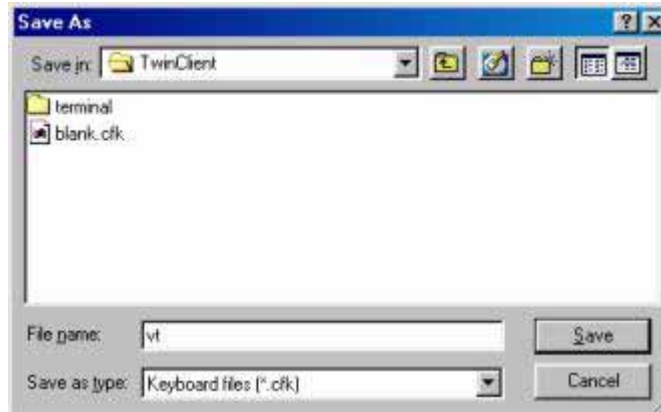 Save As
Save in: TwinClient
terminal
blank.cfk
File name: vt
Save
Save as type: Keyboard files (*.cfk)
Cancel